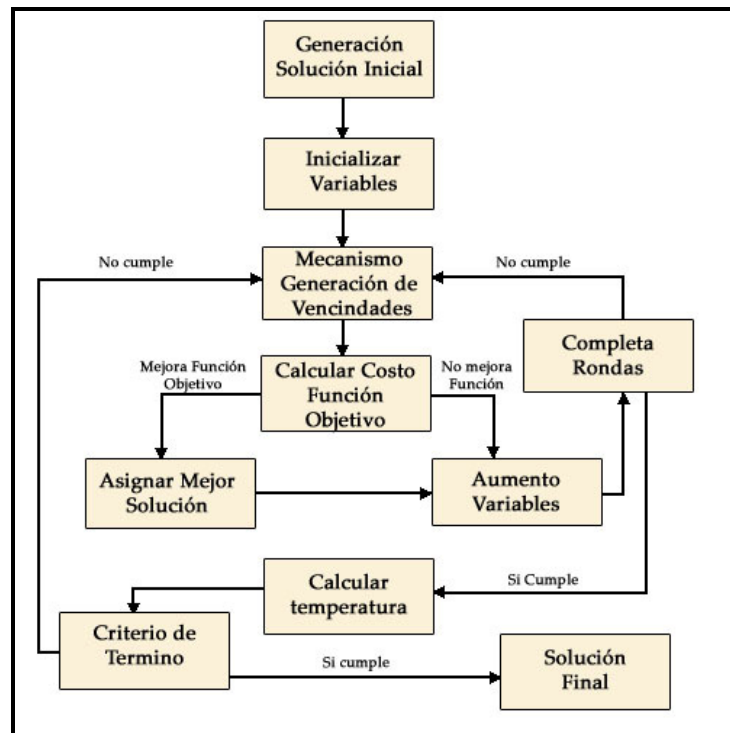 Generación
Solución Inicial
Inicializar
Variables
No cumple
Mecanismo
Generación de
Vencindades
No cumple
Completa
Rondas
Mejora Función
Objetivo
Calcular Costo
Función
Objetivo
No mejora
Función
Asignar Mejor
Solución
Aumento
Variables
Calcular
temperatura
Si Cumple
Criterio de
Termino
Si cumple
Solución
Final